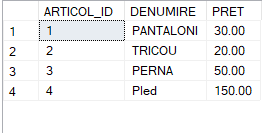 ARTICOL_ID DENUMIRE PRET
1 1 PANTALONI 30.00
2 2 TRICOU 20.00
3 3 PERNA 50.00
4 4 Pled 150.00